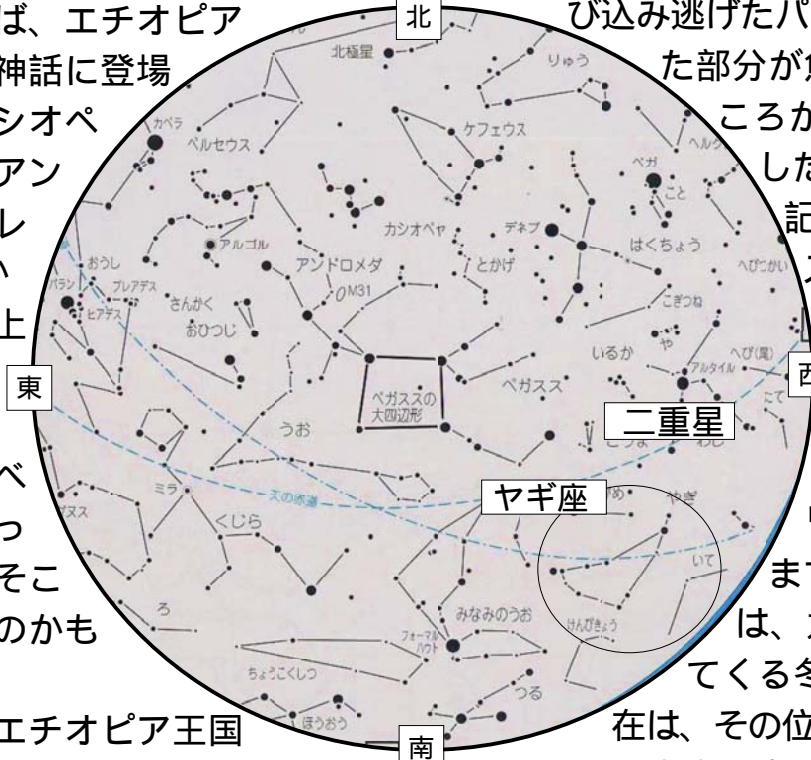 ば、エチオピア
神話に登場
シオペ
アン
レ
上
べ
っ
そこ
のかも
エチオピア王国
び込み逃げたパ
た部分が
ころか
した
記
まで
は、
てくる冬
在は、その位
北
東
西
南
北極星
りゅう
カペラ
ペルセウス
ケフェウス
ヘルク
ベガ
こと
アルゴル
カシオペヤ
デネブ
はくちょう
おうし
アンドロメダ
とかげ
へびつかい
バラン
プレアデス
M31
ヒアデス
さんかく
こぎつね
おひつじ
や
いるか
へび(尾)
アルタイル
ペガスス
ペガススの
大四辺形
たて
うお
二重星
わし
ミラ
天の赤道
ヤギ座
やぎ
ヌス
くじら
いて
ろ
みなみのうお
けんびきょう
フォーマル
ハウト
ちょうこくしつ
つる
ほうおう